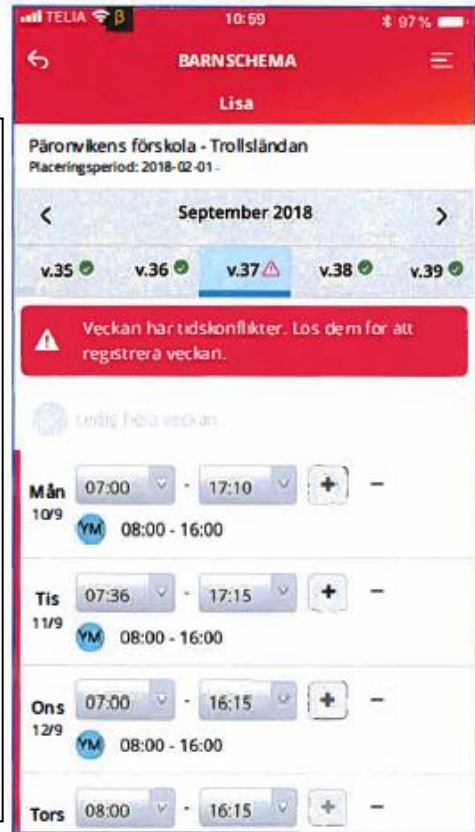 TELIA β 10:59 97%
BARNSCHEMA
Lisa
Päronvikens förskola - Trollsländan
Placeringsperiod: 2018-02-01 -
< September 2018 >
v.35 v.36 v.37 v.38 v.39
Veckan har tidskonflikter. Lös dem för att
registrera veckan.
Ledig hela veckan
Mån 07:00 - 17:10 + -
10/9
YM 08:00 - 16:00
Tis 07:36 - 17:15 + -
11/9
YM 08:00 - 16:00
Ons 07:00 - 16:15 + -
12/9
YM 08:00 - 16:00
Tors 08:00 - 16:15 + -